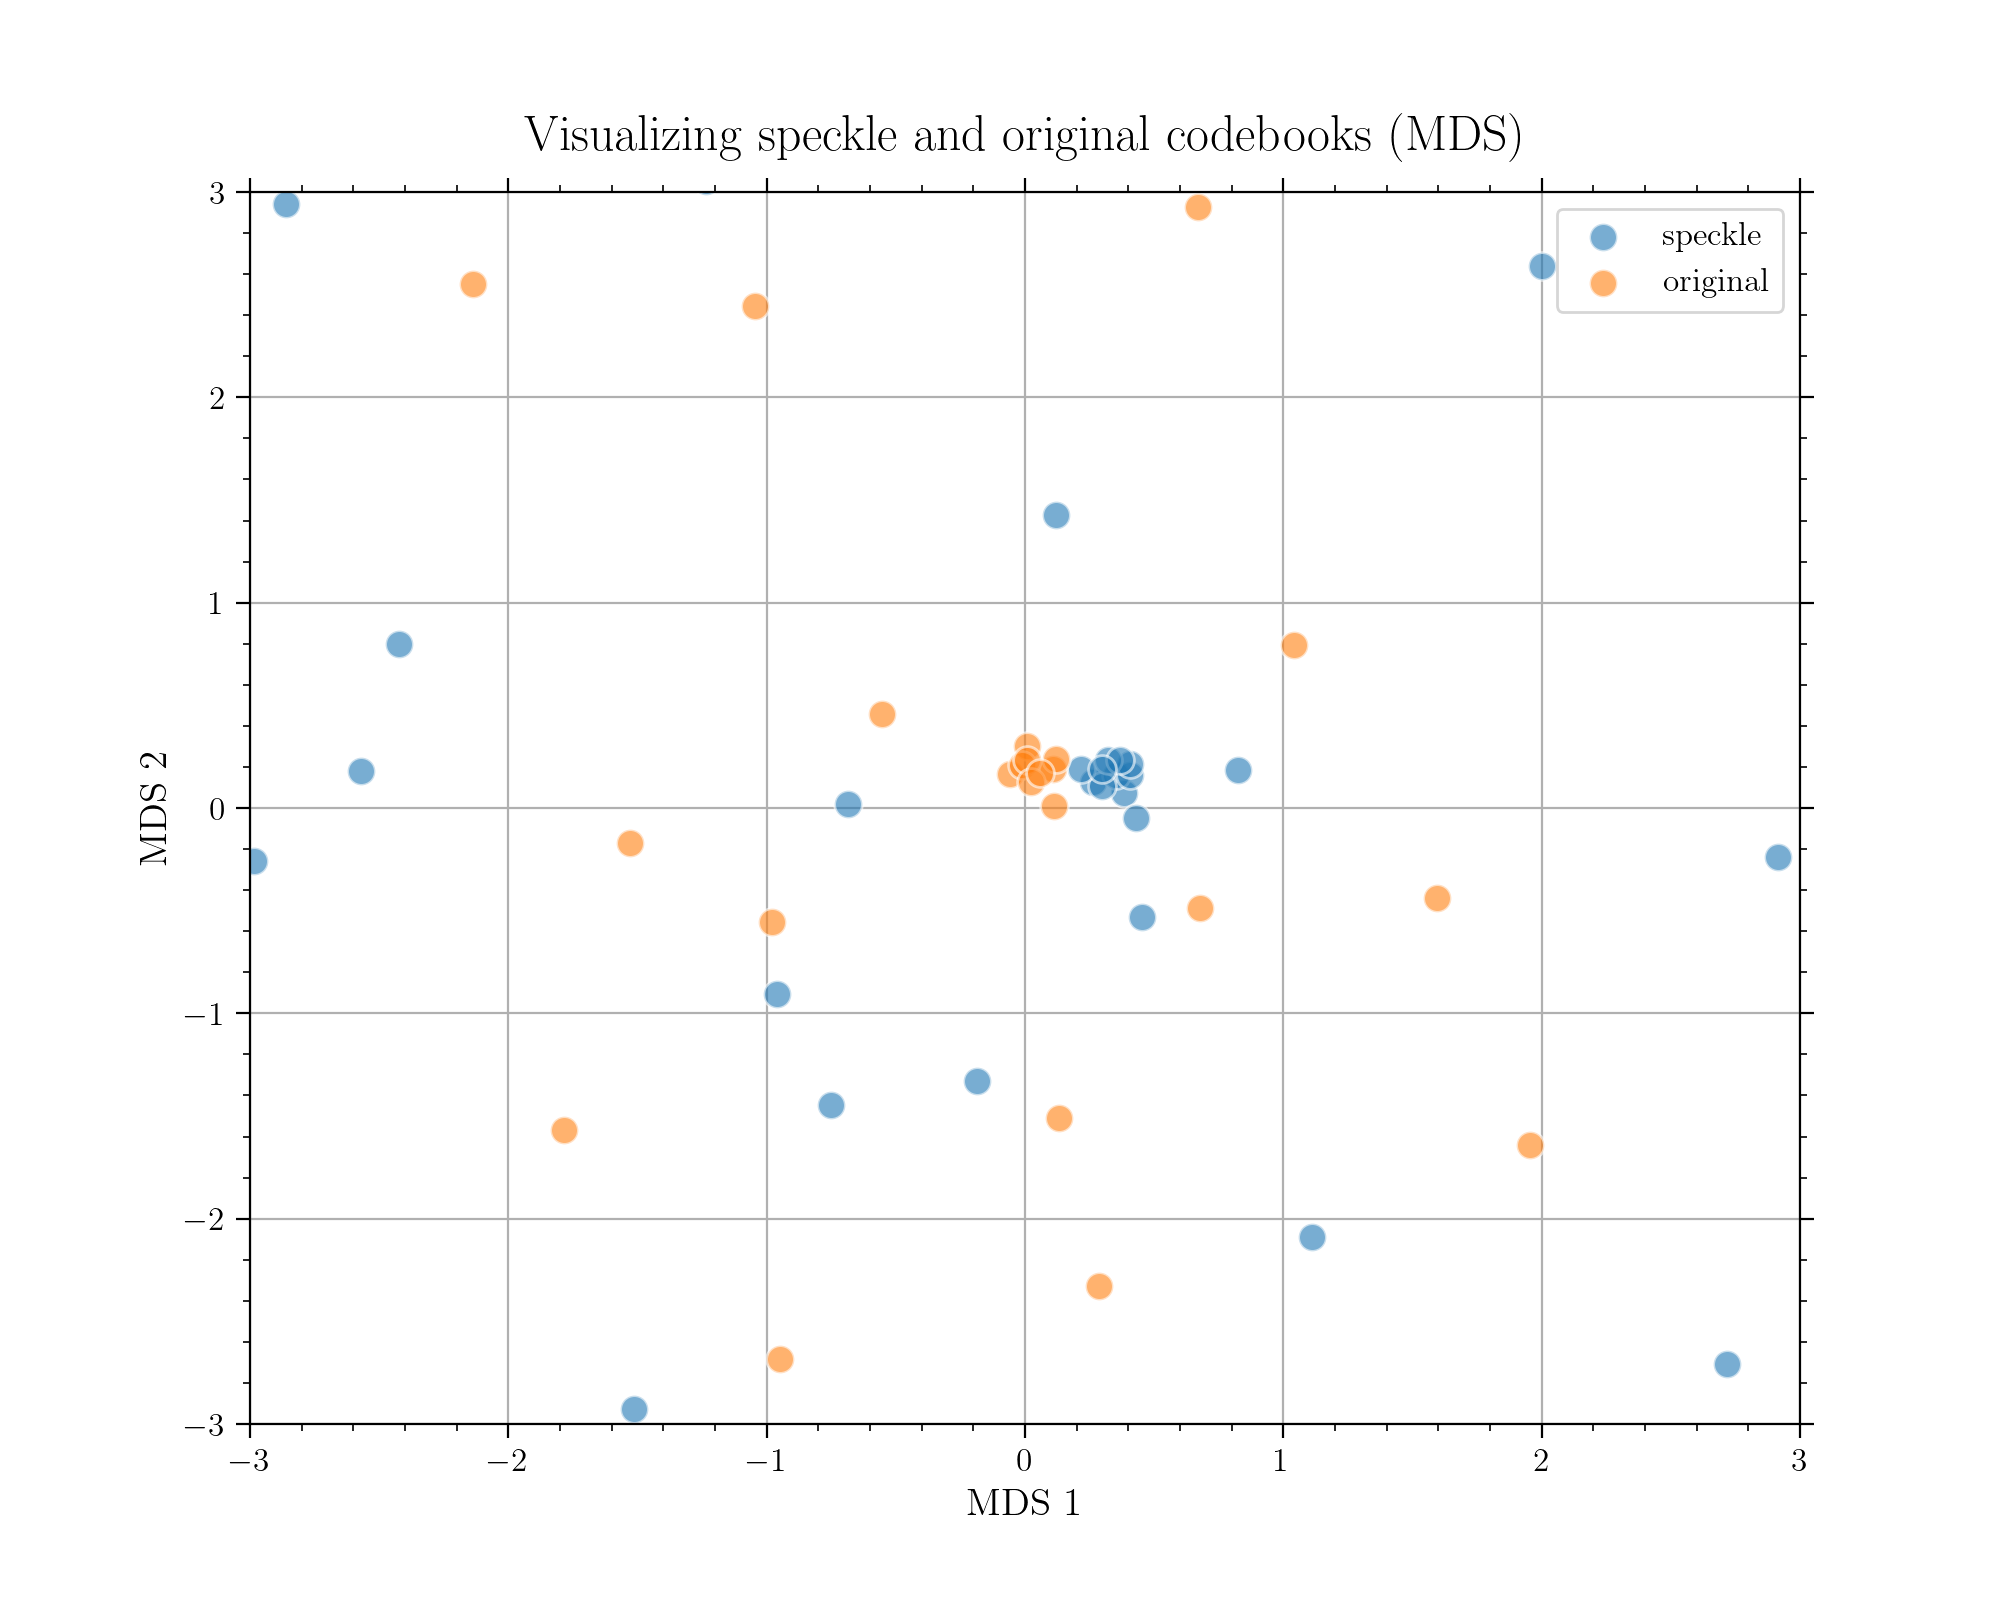 Visualizing speckle and original codebooks (MDS)
speckle
original
3
2
1
0
−1
−2
−3
MDS 2
−3 −2 −1 0 1 2 3
MDS 1